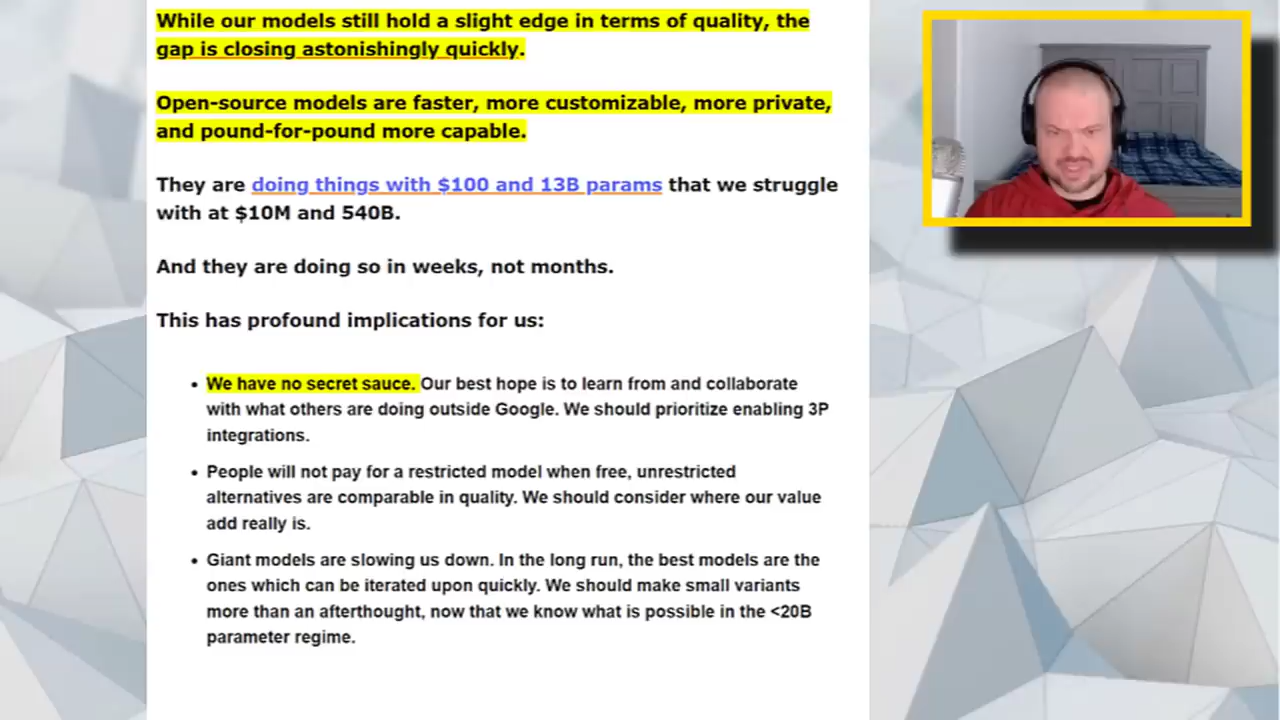 While our models still hold a slight edge in terms of quality, the
gap is closing astonishingly quickly.
Open-source models are faster, more customizable, more private,
and pound-for-pound more capable.
They are doing things with $100 and 13B params that we struggle
with at $10M and 540B.
And they are doing so in weeks, not months.
This has profound implications for us:
• We have no secret sauce. Our best hope is to learn from and collaborate
with what others are doing outside Google. We should prioritize enabling 3P
integrations.
• People will not pay for a restricted model when free, unrestricted
alternatives are comparable in quality. We should consider where our value
add really is.
• Giant models are slowing us down. In the long run, the best models are the
ones which can be iterated upon quickly. We should make small variants
more than an afterthought, now that we know what is possible in the <20B
parameter regime.